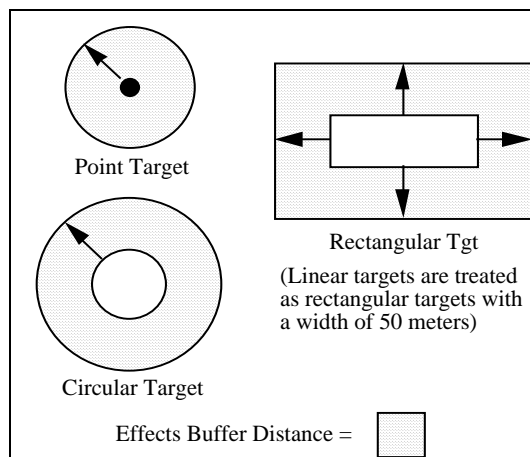 Point Target
Circular Target
Rectangular Tgt
(Linear targets are treated
as rectangular targets with
a width of 50 meters)
Effects Buffer Distance =